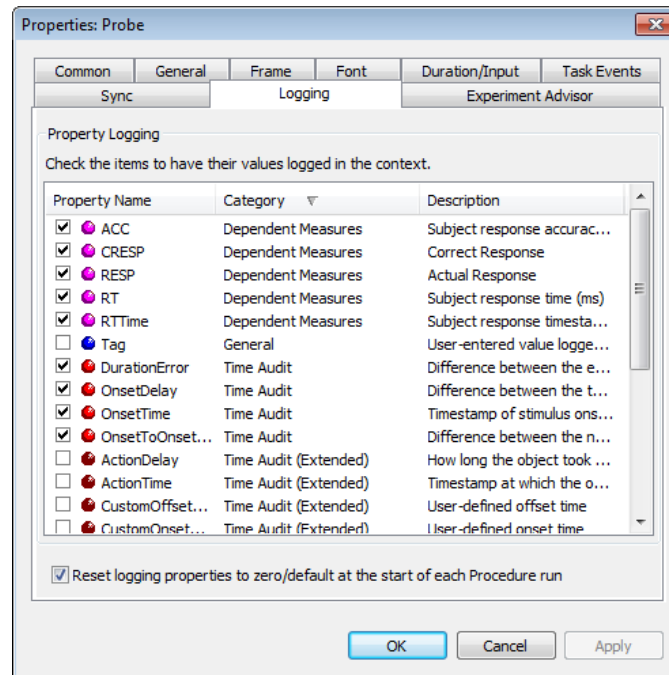 Properties: Probe
Common General Frame Font Duration/Input Task Events
Sync Logging Experiment Advisor
Property Logging
Check the items to have their values logged in the context.
Property Name Category Description
ACC Dependent Measures Subject response accurac...
CRESP Dependent Measures Correct Response
RESP Dependent Measures Actual Response
RT Dependent Measures Subject response time (ms)
RTTime Dependent Measures Subject response timesta...
Tag General User-entered value logge...
DurationError Time Audit Difference between the e...
OnsetDelay Time Audit Difference between the t...
OnsetTime Time Audit Timestamp of stimulus ons...
OnsetToOnset... Time Audit Difference between the n...
ActionDelay Time Audit (Extended) How long the object took ...
ActionTime Time Audit (Extended) Timestamp at which the o...
CustomOffset... Time Audit (Extended) User-defined offset time
CustomOnset... Time Audit (Extended) User-defined onset time
Reset logging properties to zero/default at the start of each Procedure run
OK Cancel Apply